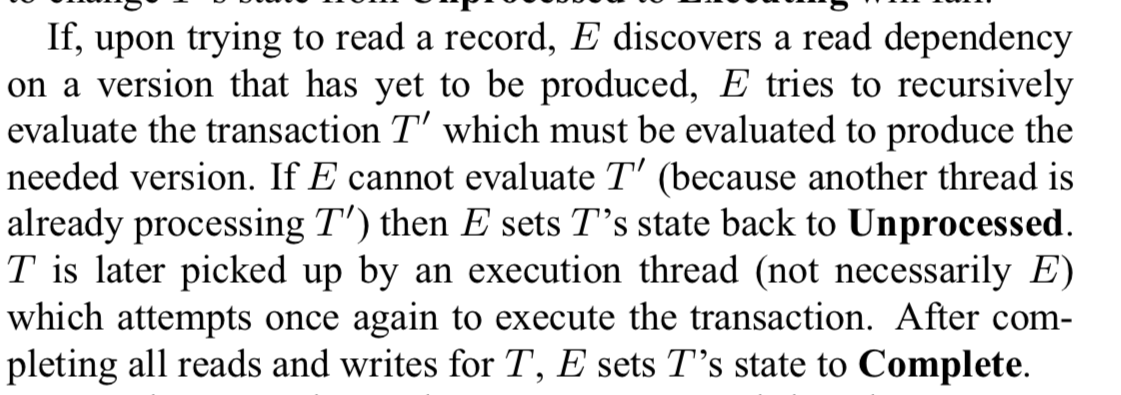 If, upon trying to read a record, E discovers a read dependency
on a version that has yet to be produced, E tries to recursively
evaluate the transaction T′ which must be evaluated to produce the
needed version. If E cannot evaluate T′ (because another thread is
already processing T′) then E sets T’s state back to Unprocessed.
T is later picked up by an execution thread (not necessarily E)
which attempts once again to execute the transaction. After com-
pleting all reads and writes for T, E sets T’s state to Complete.